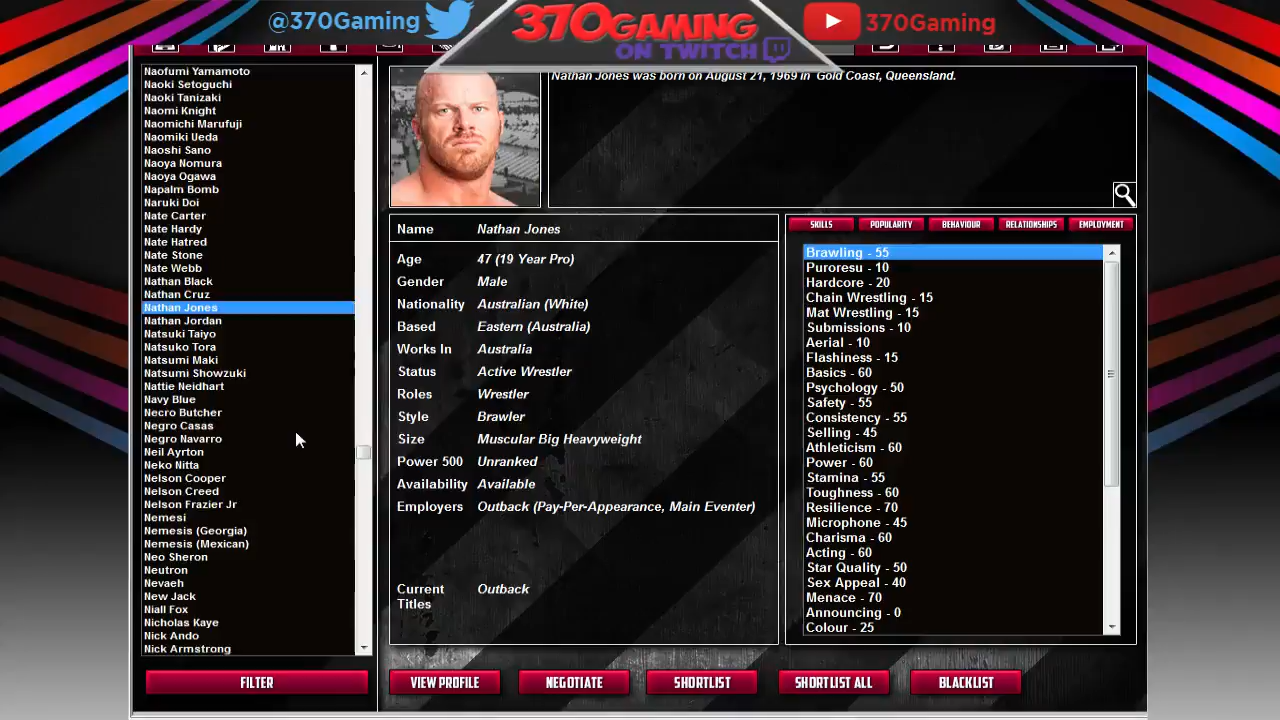 @370Gaming
370GAMING
ON TWITCH
370Gaming
Naofumi Yamamoto
Naoki Setoguchi
Naoki Tanizaki
Naomi Knight
Naomichi Marufuji
Naomiki Ueda
Naoshi Sano
Naoya Nomura
Naoya Ogawa
Napalm Bomb
Naruki Doi
Nate Carter
Nate Hardy
Nate Hatred
Nate Stone
Nate Webb
Nathan Black
Nathan Cruz
Nathan Jones
Nathan Jordan
Natsuki Taiyo
Natsuko Tora
Natsumi Maki
Natsumi Showzuki
Nattie Neidhart
Navy Blue
Necro Butcher
Negro Casas
Negro Navarro
Neil Ayrton
Neko Nitta
Nelson Cooper
Nelson Creed
Nelson Frazier Jr
Nemesi
Nemesis (Georgia)
Nemesis (Mexican)
Neo Sheron
Neutron
Nevaeh
New Jack
Niall Fox
Nicholas Kaye
Nick Ando
Nick Armstrong
FILTER
Nathan Jones was born on August 21, 1969 in Gold Coast, Queensland.
Name Nathan Jones
Age 47 (19 Year Pro)
Gender Male
Nationality Australian (White)
Based Eastern (Australia)
Works In Australia
Status Active Wrestler
Roles Wrestler
Style Brawler
Size Muscular Big Heavyweight
Power 500 Unranked
Availability Available
Employers Outback (Pay-Per-Appearance, Main Eventer)
Current Outback
Titles
SKILLS POPULARITY BEHAVIOUR RELATIONSHIPS EMPLOYMENT
Brawling - 55
Puroresu - 10
Hardcore - 20
Chain Wrestling - 15
Mat Wrestling - 15
Submissions - 10
Aerial - 10
Flashiness - 15
Basics - 60
Psychology - 50
Safety - 55
Consistency - 55
Selling - 45
Athleticism - 60
Power - 60
Stamina - 55
Toughness - 60
Resilience - 70
Microphone - 45
Charisma - 60
Acting - 60
Star Quality - 50
Sex Appeal - 40
Menace - 70
Announcing - 0
Colour - 25
VIEW PROFILE NEGOTIATE SHORTLIST SHORTLIST ALL BLACKLIST